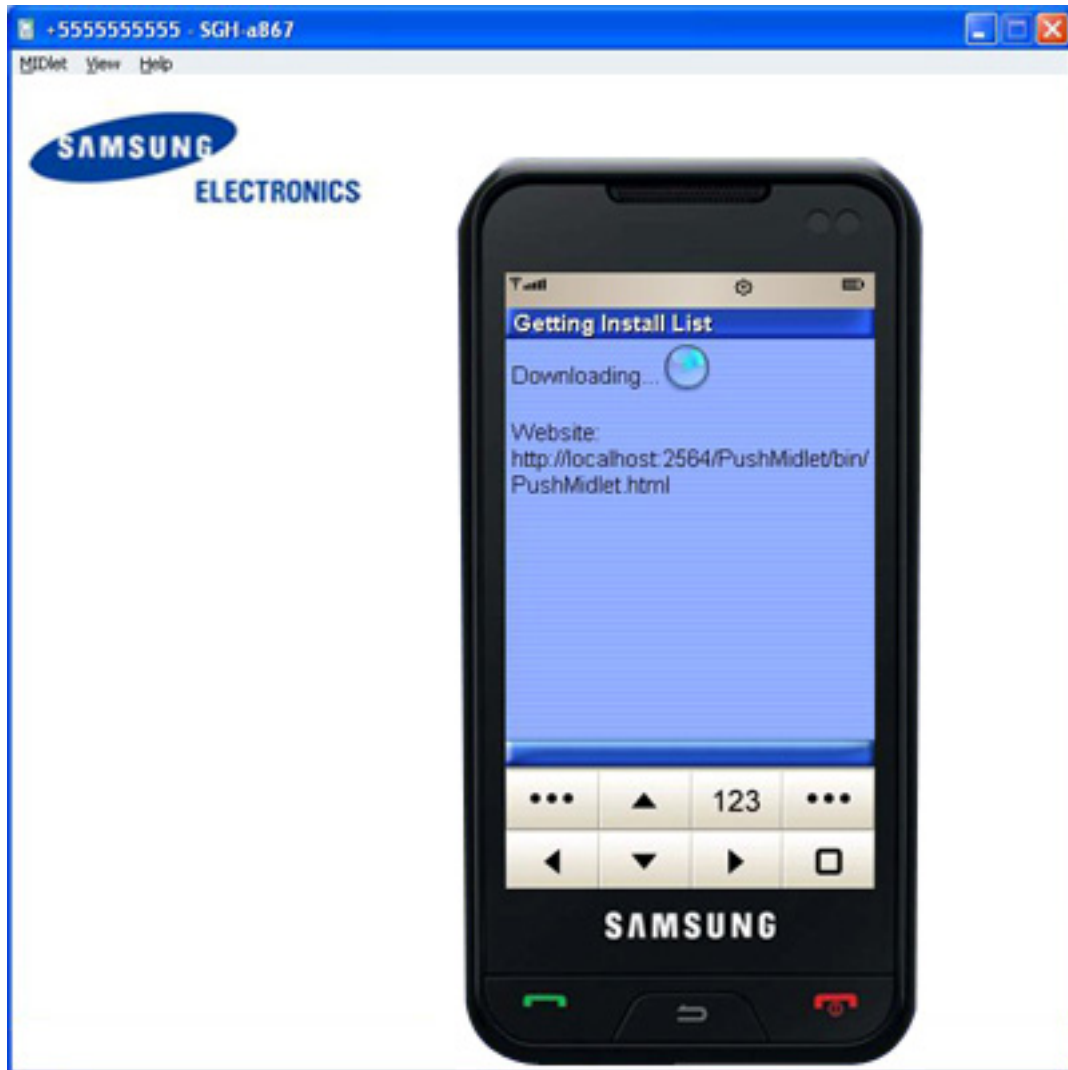 +5555555555 - SGH-a867
MIDlet View Help
SAMSUNG
ELECTRONICS
Getting Install List
Downloading...
Website:
http://localhost:2564/PushMidlet/bin/
PushMidlet.html
123
SAMSUNG